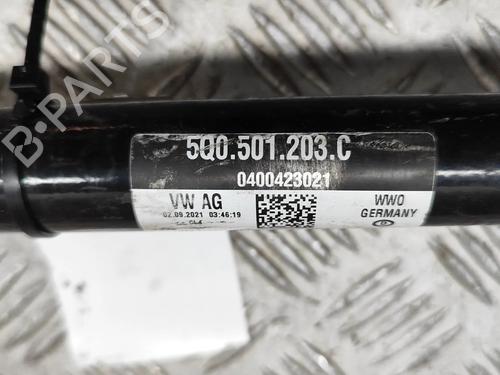 B-PARTS
5Q0.501.203.C
0400423021
VW AG
02.09.2021 03:46:19
WWO
GERMANY